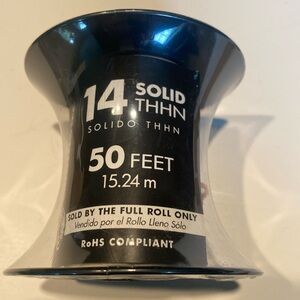 14 SOLID
THHN
SOLIDO THHN
50 FEET
15.24 m
SOLD BY THE FULL ROLL ONLY
Vendido por el Rollo Lleno Sólo
RoHS COMPLIANT